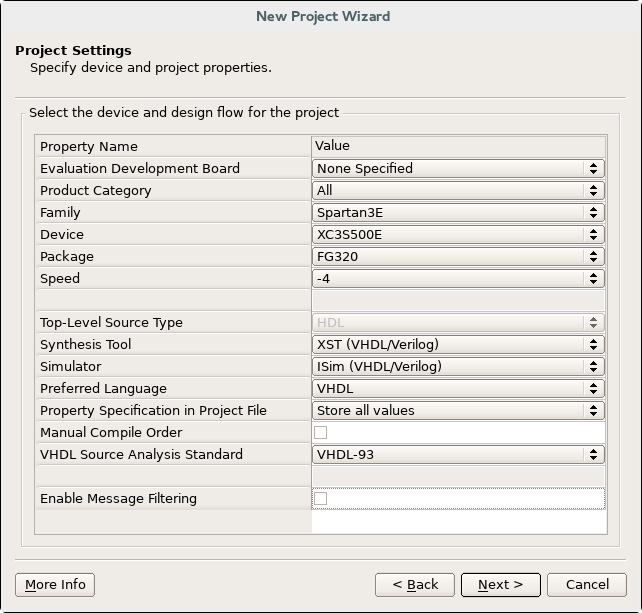 New Project Wizard
Project Settings
Specify device and project properties.
Select the device and design flow for the project
Property Name Value
Evaluation Development Board None Specified
Product Category All
Family Spartan3E
Device XC3S500E
Package FG320
Speed -4
Top-Level Source Type HDL
Synthesis Tool XST (VHDL/Verilog)
Simulator ISim (VHDL/Verilog)
Preferred Language VHDL
Property Specification in Project File Store all values
Manual Compile Order
VHDL Source Analysis Standard VHDL-93
Enable Message Filtering
More Info < Back Next > Cancel